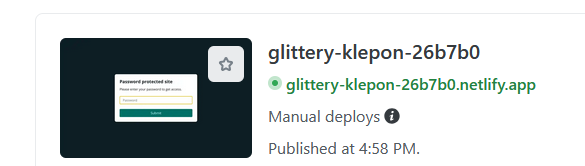 glittery-klepon-26b7b0
Password protected site
Please enter your password to get access.
Password
Submit
glittery-klepon-26b7b0.netlify.app
Manual deploys
Published at 4:58 PM.